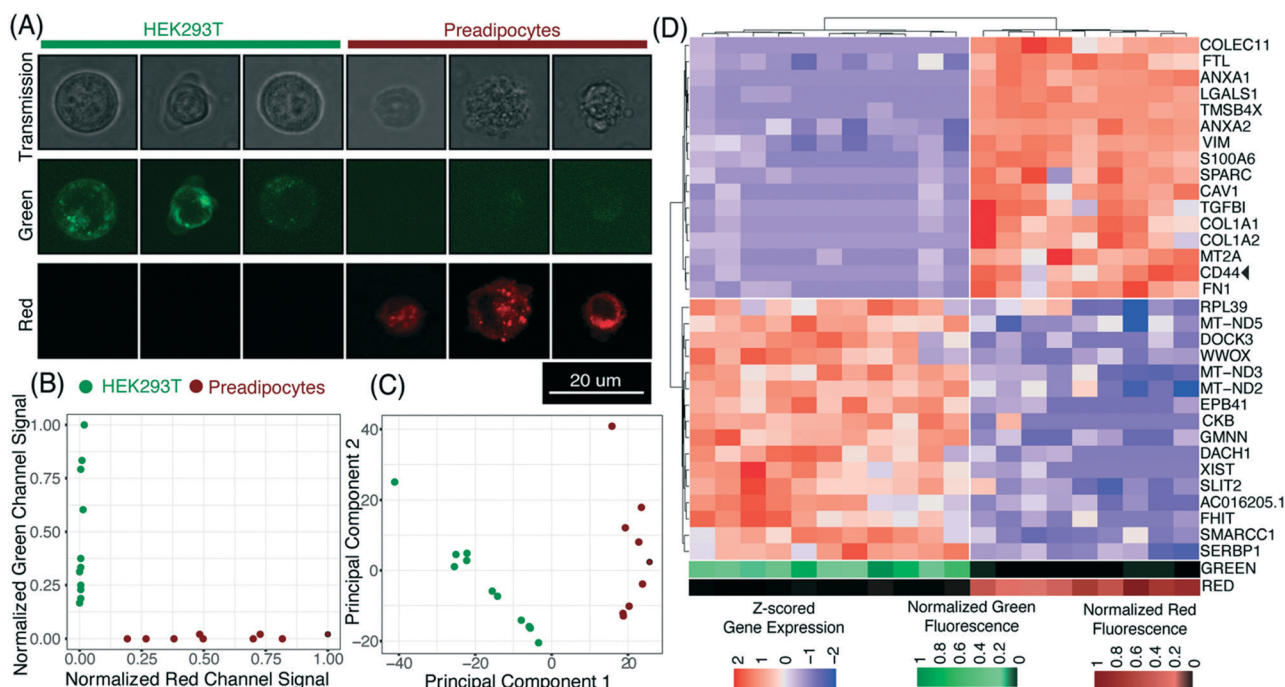 (A)
HEK293T
Preadipocytes
Transmission
Green
Red
20 um
(B)
HEK293T
Preadipocytes
Normalized Green Channel Signal
1.00
0.75
0.50
0.25
0.00
0.00
0.25
0.50
0.75
1.00
Normalized Red Channel Signal
(C)
Principal Component 2
40
20
0
−20
−40
−20
0
20
Principal Component 1
(D)
COLEC11
FTL
ANXA1
LGALS1
TMSB4X
ANXA2
VIM
S100A6
SPARC
CAV1
TGFBI
COL1A1
COL1A2
MT2A
CD44
FN1
RPL39
MT−ND5
DOCK3
WWOX
MT−ND3
MT−ND2
EPB41
CKB
GMNN
DACH1
XIST
SLIT2
AC016205.1
FHIT
SMARCC1
SERBP1
GREEN
RED
Z-scored
Gene Expression
2
1
0
-1
-2
Normalized Green
Fluorescence
1
0.8
0.6
0.4
0.2
0
Normalized Red
Fluorescence
1
0.8
0.6
0.4
0.2
0